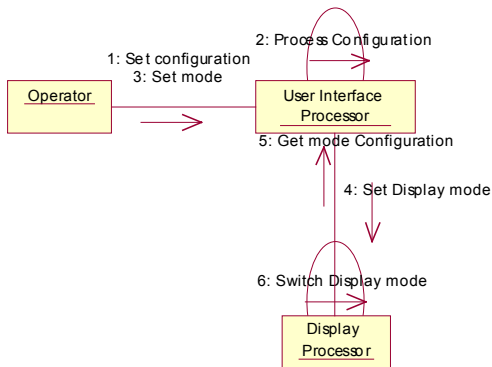 2: Process Configuration
1: Set configuration
3: Set mode
Operator
User Interface
Processor
5: Get mode Configuration
4: Set Display mode
6: Switch Display mode
Display
Processor